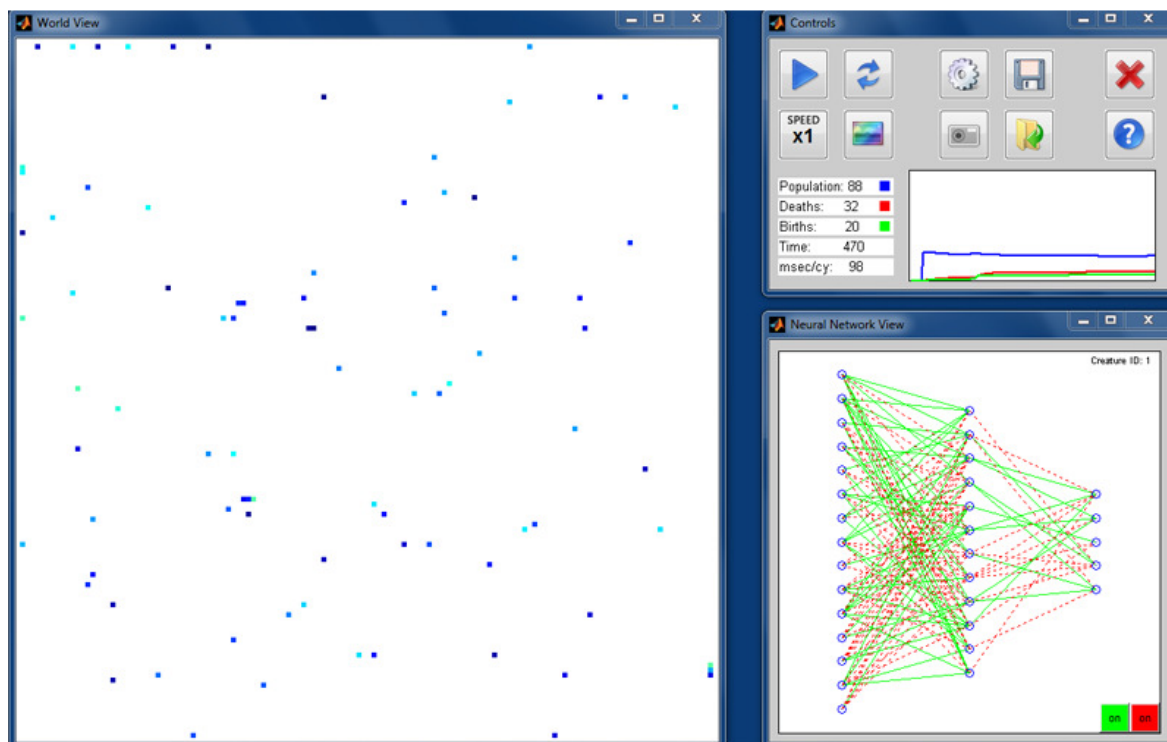 World View
Controls
SPEED
x1
Population: 88
Deaths: 32
Births: 20
Time: 470
msec/cy: 98
Neural Network View
Creature ID: 1
on on